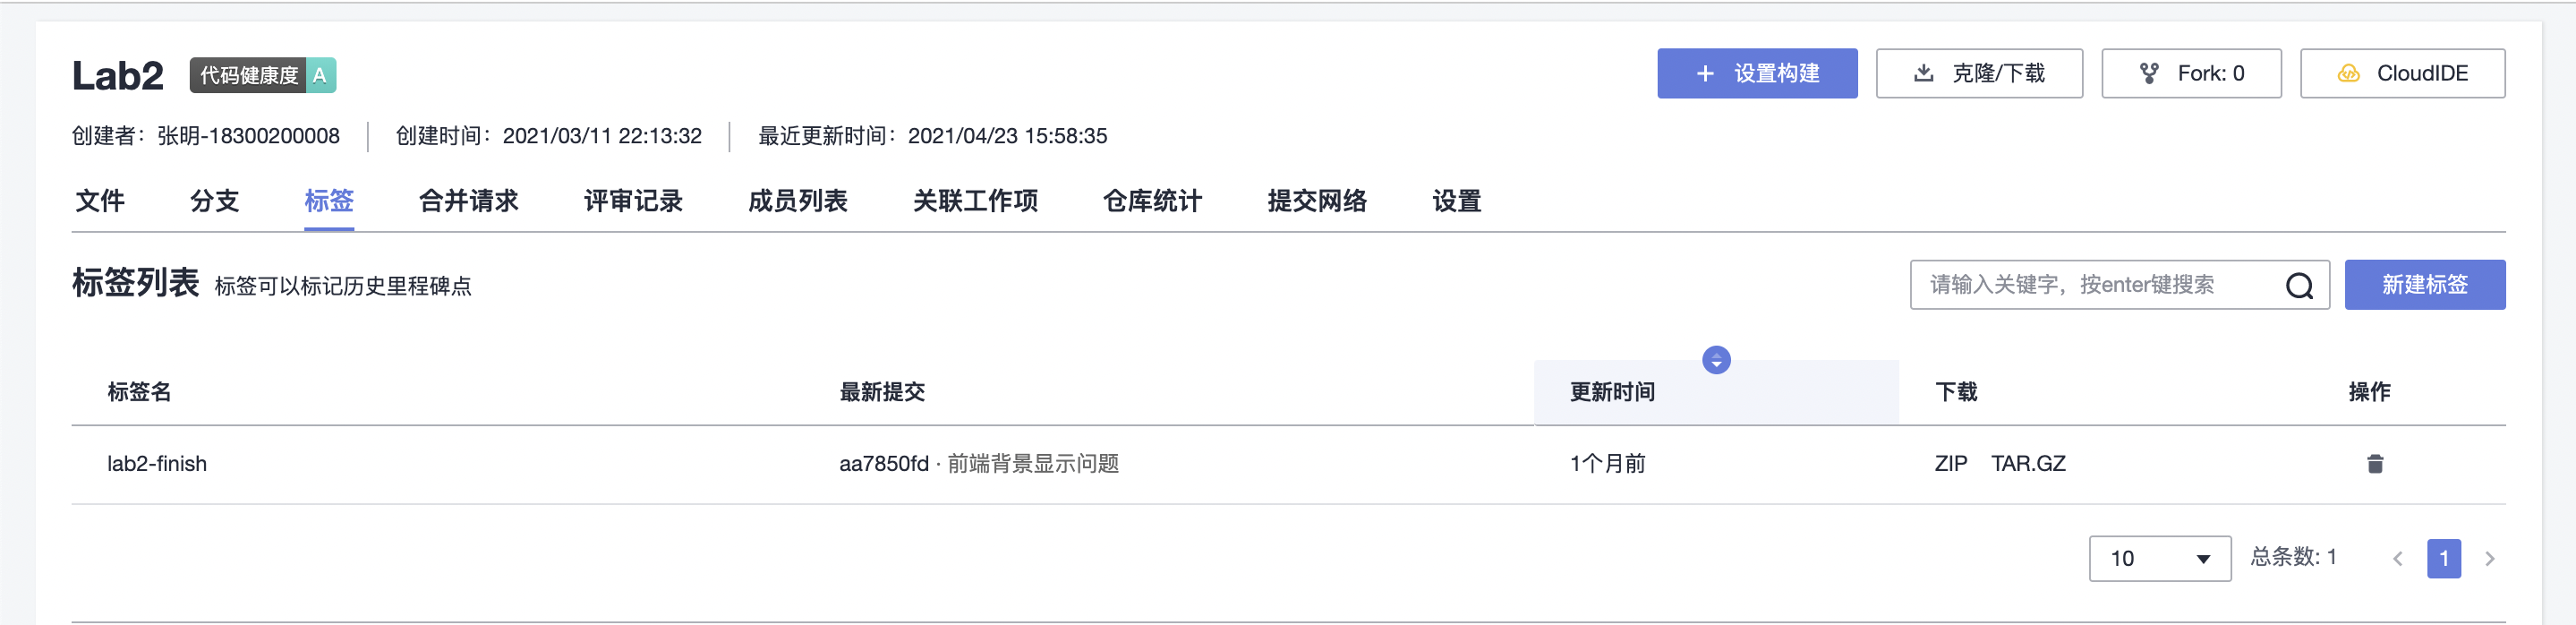 Lab2 代码健康度 A 设置构建 克隆/下载 Fork: 0 CloudIDE
创建者：张明-18300200008 创建时间：2021/03/11 22:13:32 最近更新时间：2021/04/23 15:58:35
文件 分支 标签 合并请求 评审记录 成员列表 关联工作项 仓库统计 提交网络 设置
标签列表 标签可以标记历史里程碑点 请输入关键字，按enter键搜索 新建标签
标签名 最新提交 更新时间 下载 操作
lab2-finish aa7850fd · 前端背景显示问题 1个月前 ZIP TAR.GZ
10 总条数: 1 1